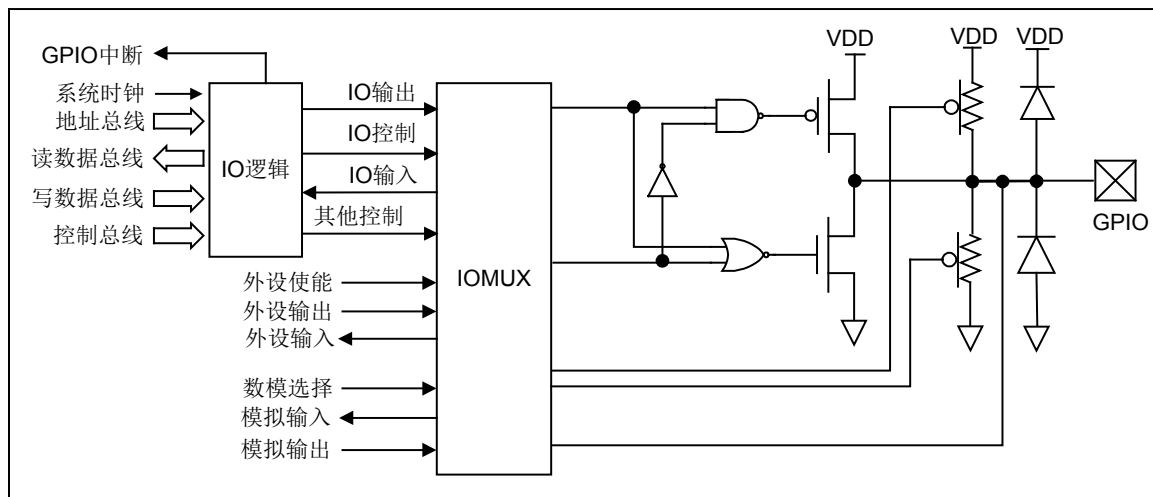 GPIO中断
系统时钟
地址总线
读数据总线
写数据总线
控制总线
IO逻辑
IO输出
IO控制
IO输入
其他控制
外设使能
外设输出
外设输入
数模选择
模拟输入
模拟输出
IOMUX
VDD
VDD
VDD
GPIO